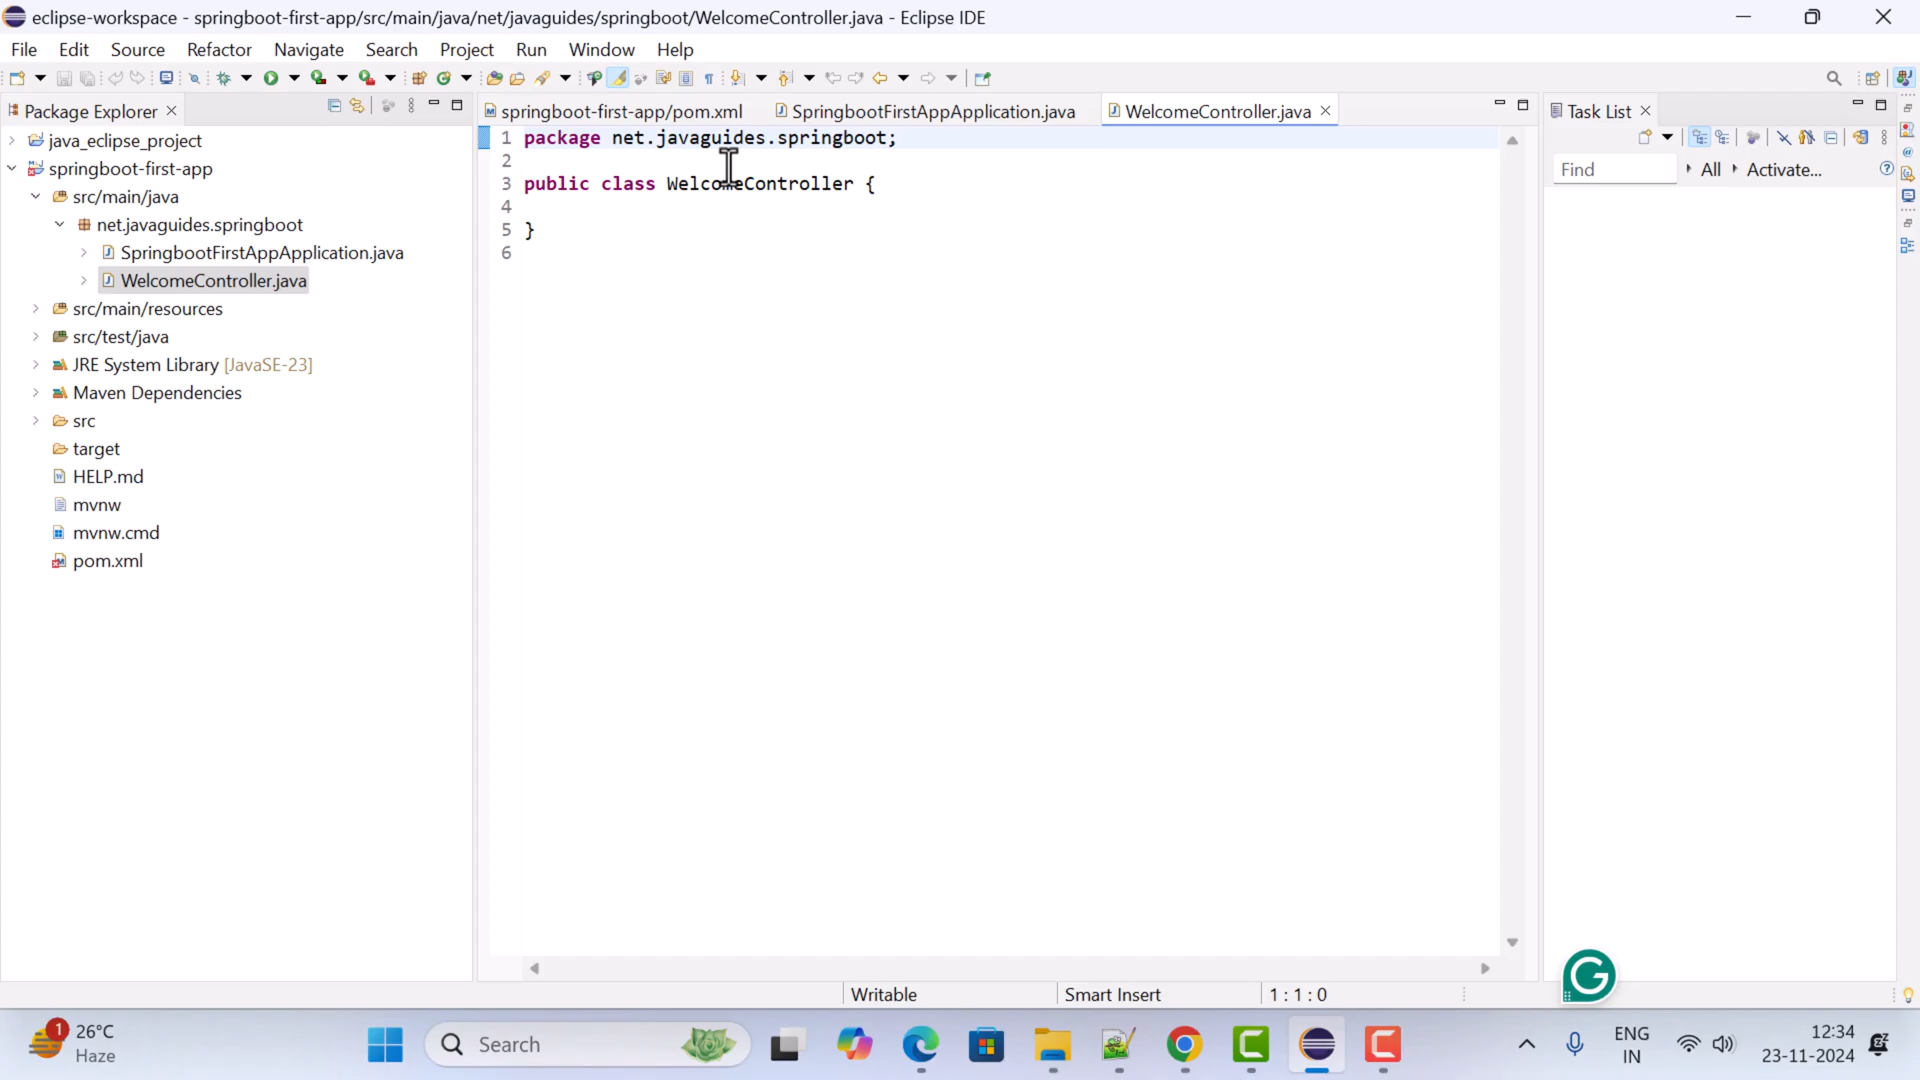 eclipse-workspace - springboot-first-app/src/main/java/net/javaguides/springboot/WelcomeController.java - Eclipse IDE
File Edit Source Refactor Navigate Search Project Run Window Help
Package Explorer
springboot-first-app/pom.xml SpringbootFirstAppApplication.java WelcomeController.java
Task List
java_eclipse_project
springboot-first-app
src/main/java
net.javaguides.springboot
SpringbootFirstAppApplication.java
WelcomeController.java
src/main/resources
src/test/java
JRE System Library [JavaSE-23]
Maven Dependencies
src
target
HELP.md
mvnw
mvnw.cmd
pom.xml
1 package net.javaguides.springboot;
2
3 public class WelcomeController {
4
5 }
6
Find All Activate...
Writable Smart Insert 1 : 1 : 0
1 26°C
Haze
Search
ENG
IN
12:34
23-11-2024